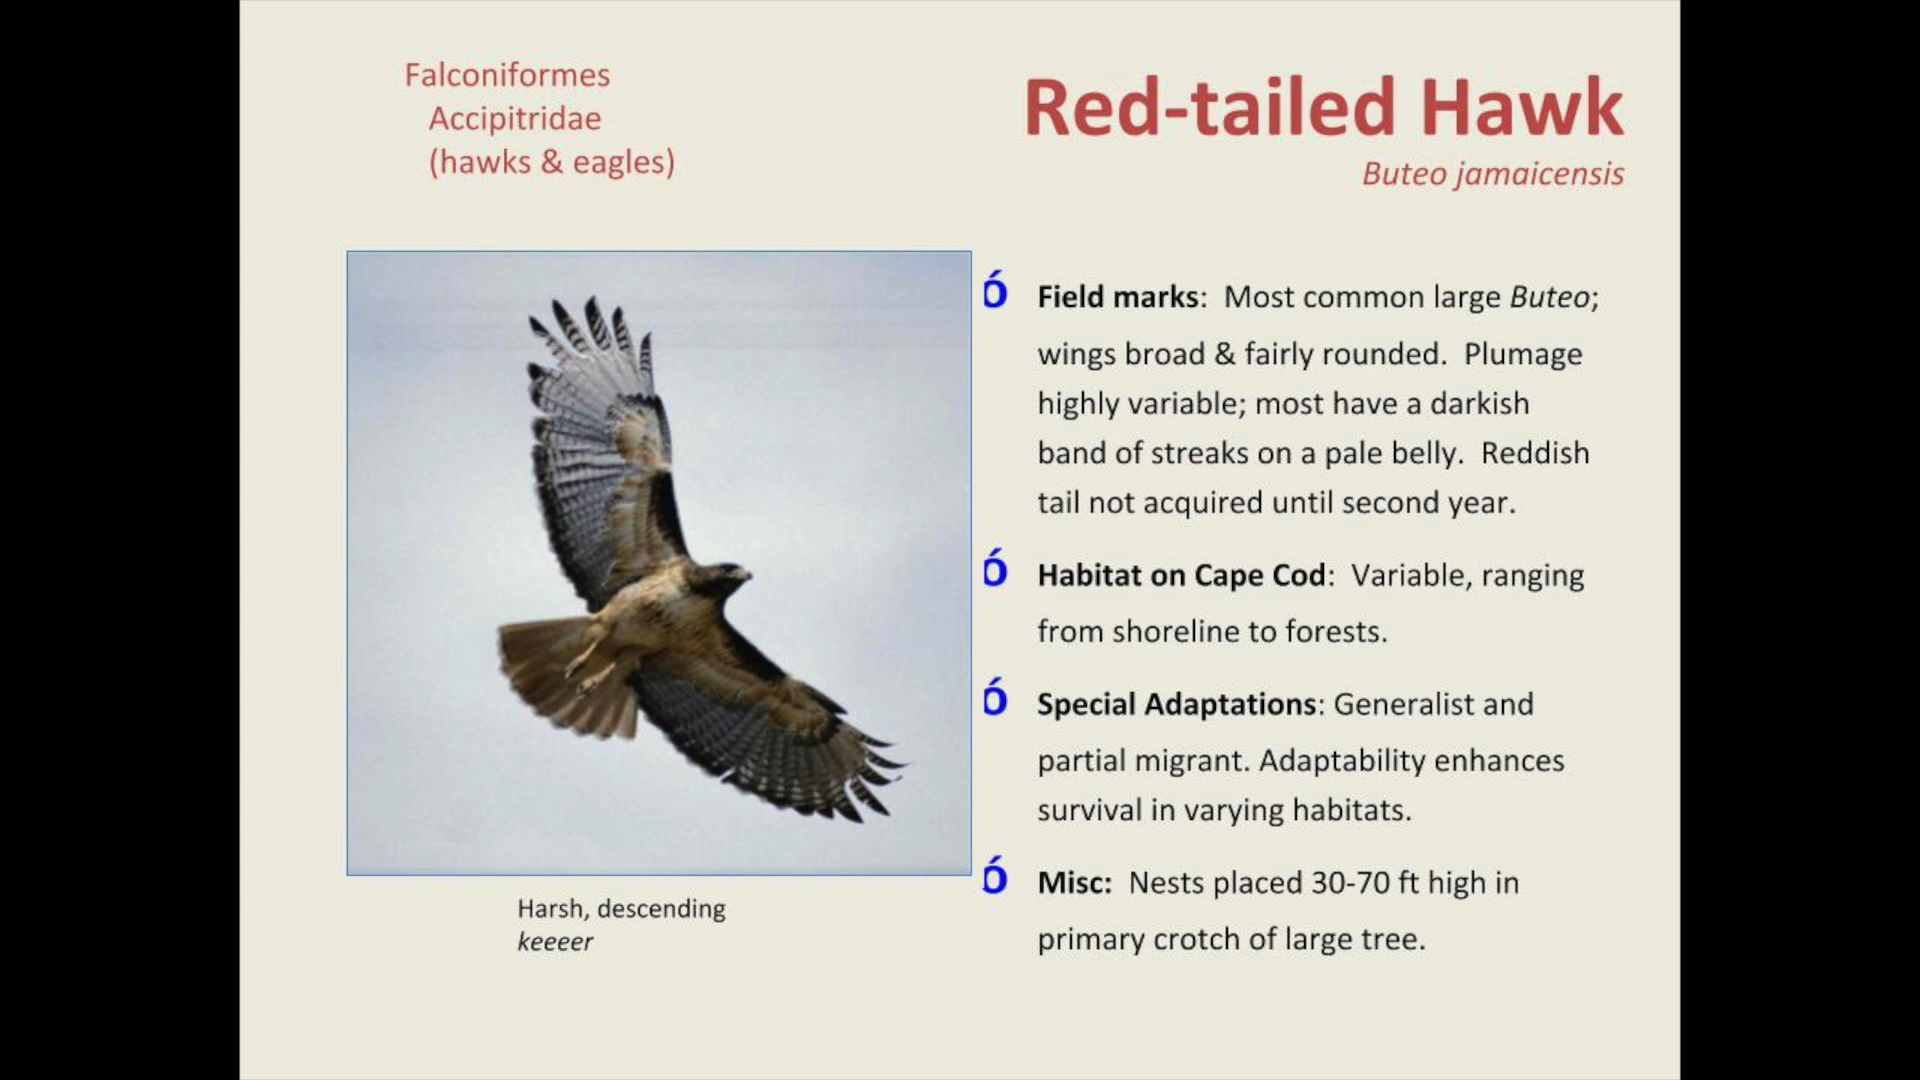 Falconiformes
Accipitridae
(hawks & eagles)
Red-tailed Hawk
Buteo jamaicensis
ó Field marks: Most common large Buteo;
wings broad & fairly rounded. Plumage
highly variable; most have a darkish
band of streaks on a pale belly. Reddish
tail not acquired until second year.
ó Habitat on Cape Cod: Variable, ranging
from shoreline to forests.
ó Special Adaptations: Generalist and
partial migrant. Adaptability enhances
survival in varying habitats.
ó Misc: Nests placed 30-70 ft high in
primary crotch of large tree.
Harsh, descending
keeeer